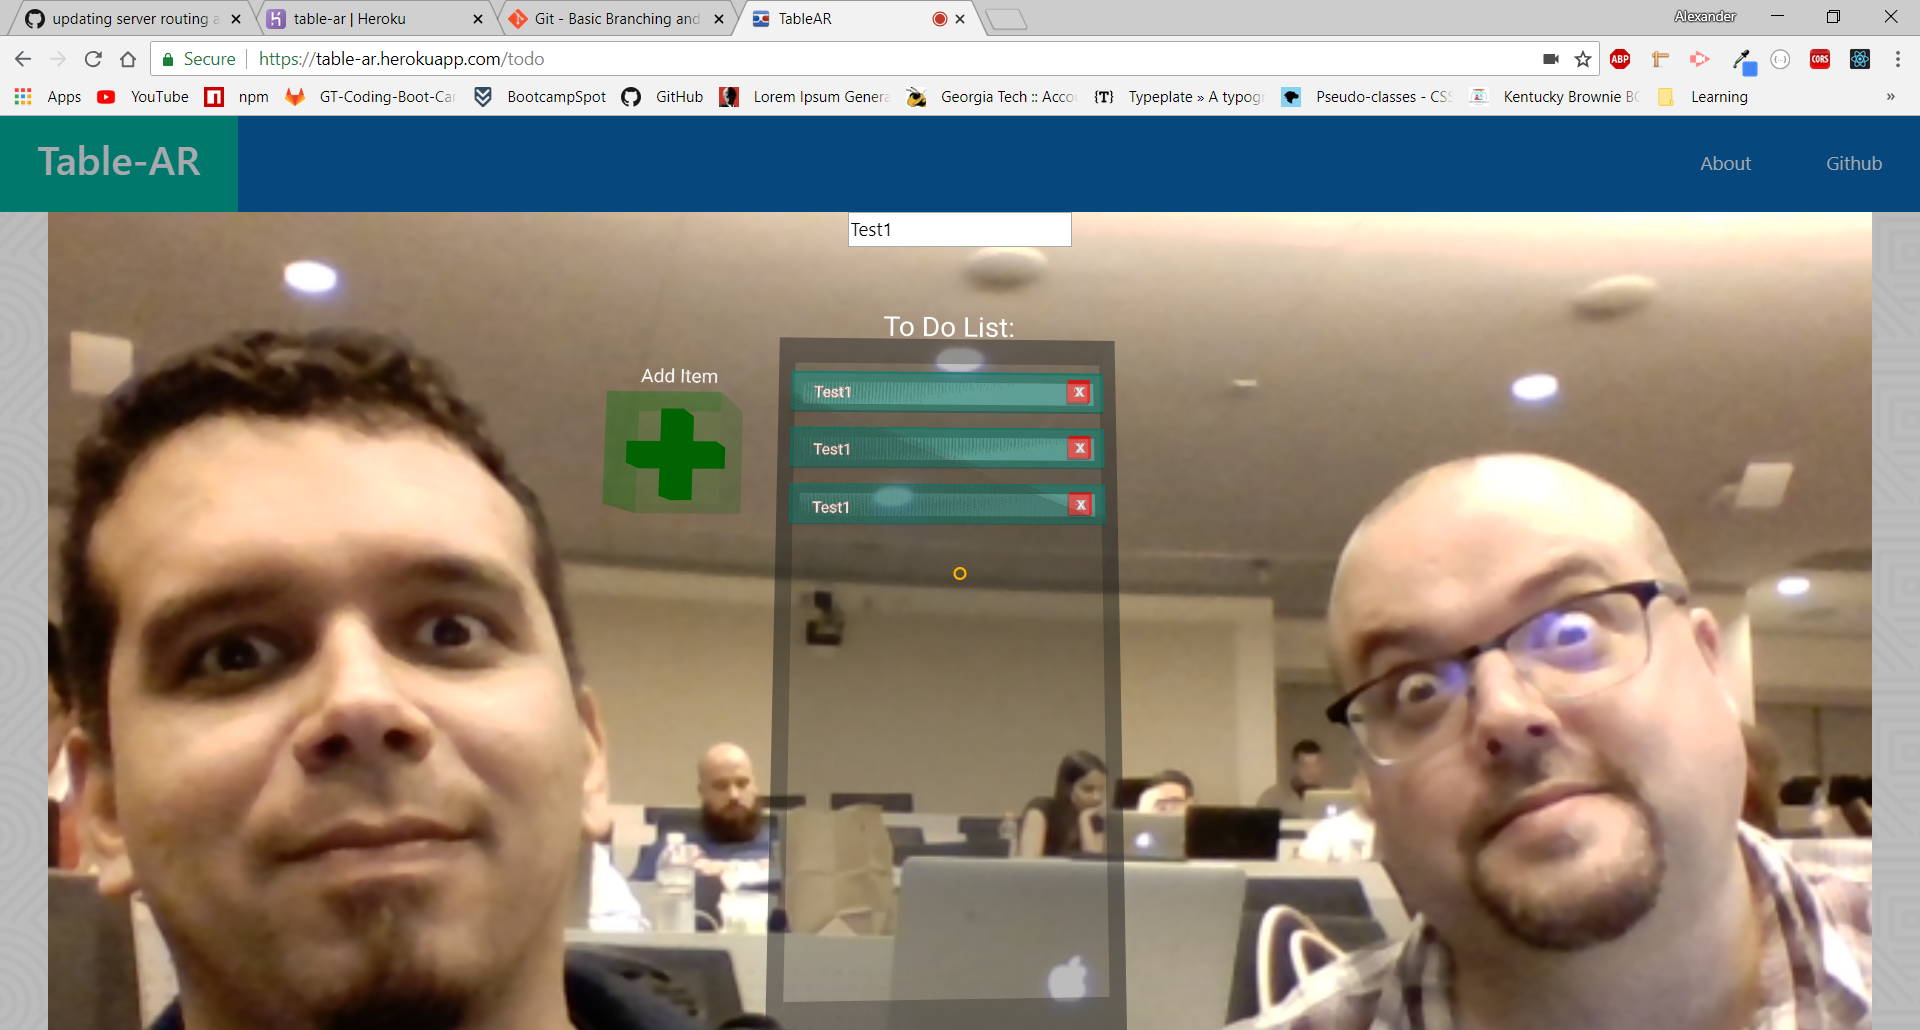 updating server routing a
table-ar | Heroku
Git - Basic Branching and
TableAR
Alexander
Secure
https://table-ar.herokuapp.com/todo
ABP
CORS
Apps
YouTube
npm
GT-Coding-Boot-Car
BootcampSpot
GitHub
Lorem Ipsum Genera
Georgia Tech :: Acco
{T}
Typeplate » A typog
Pseudo-classes - CSS
Kentucky Brownie BC
Learning
»
Table-AR
About
Github
Test1
To Do List:
Add Item
Test1 x
Test1 x
Test1 x